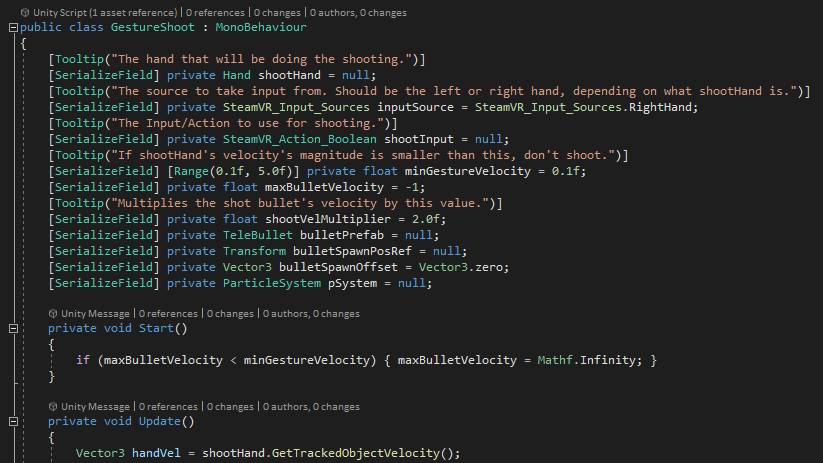 Unity Script (1 asset reference) | 0 references | 0 changes | 0 authors, 0 changes
public class GestureShoot : MonoBehaviour
{
[Tooltip("The hand that will be doing the shooting.")]
[SerializeField] private Hand shootHand = null;
[Tooltip("The source to take input from. Should be the left or right hand, depending on what shootHand is.")]
[SerializeField] private SteamVR_Input_Sources inputSource = SteamVR_Input_Sources.RightHand;
[Tooltip("The Input/Action to use for shooting.")]
[SerializeField] private SteamVR_Action_Boolean shootInput = null;
[Tooltip("If shootHand's velocity's magnitude is smaller than this, don't shoot.")]
[SerializeField] [Range(0.1f, 5.0f)] private float minGestureVelocity = 0.1f;
[SerializeField] private float maxBulletVelocity = -1;
[Tooltip("Multiplies the shot bullet's velocity by this value.")]
[SerializeField] private float shootVelMultiplier = 2.0f;
[SerializeField] private TeleBullet bulletPrefab = null;
[SerializeField] private Transform bulletSpawnPosRef = null;
[SerializeField] private Vector3 bulletSpawnOffset = Vector3.zero;
[SerializeField] private ParticleSystem pSystem = null;
Unity Message | 0 references | 0 changes | 0 authors, 0 changes
private void Start()
{
if (maxBulletVelocity < minGestureVelocity) { maxBulletVelocity = Mathf.Infinity; }
}
Unity Message | 0 references | 0 changes | 0 authors, 0 changes
private void Update()
{
Vector3 handVel = shootHand.GetTrackedObjectVelocity();